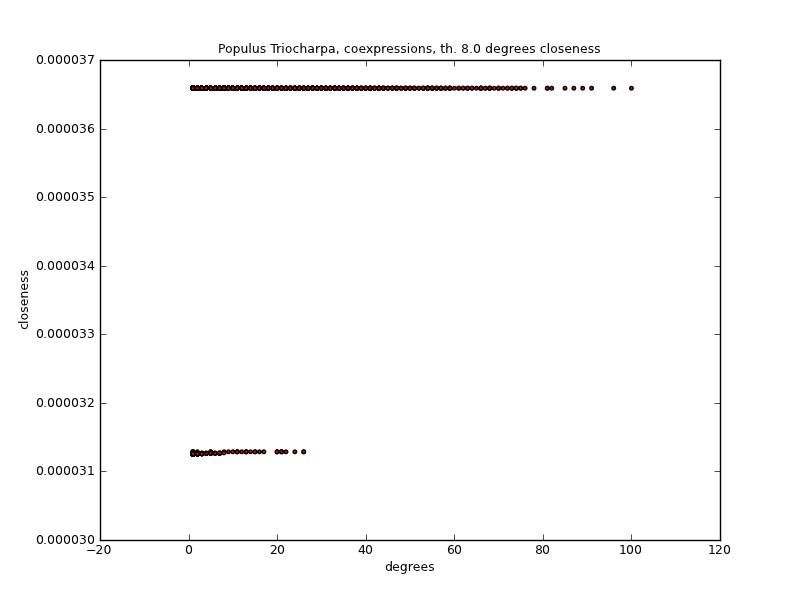 Populus Triocharpa, coexpressions, th. 8.0 degrees closeness
0.000037
0.000036
0.000035
0.000034
0.000033
0.000032
0.000031
0.000030
closeness
−20 0 20 40 60 80 100 120
degrees